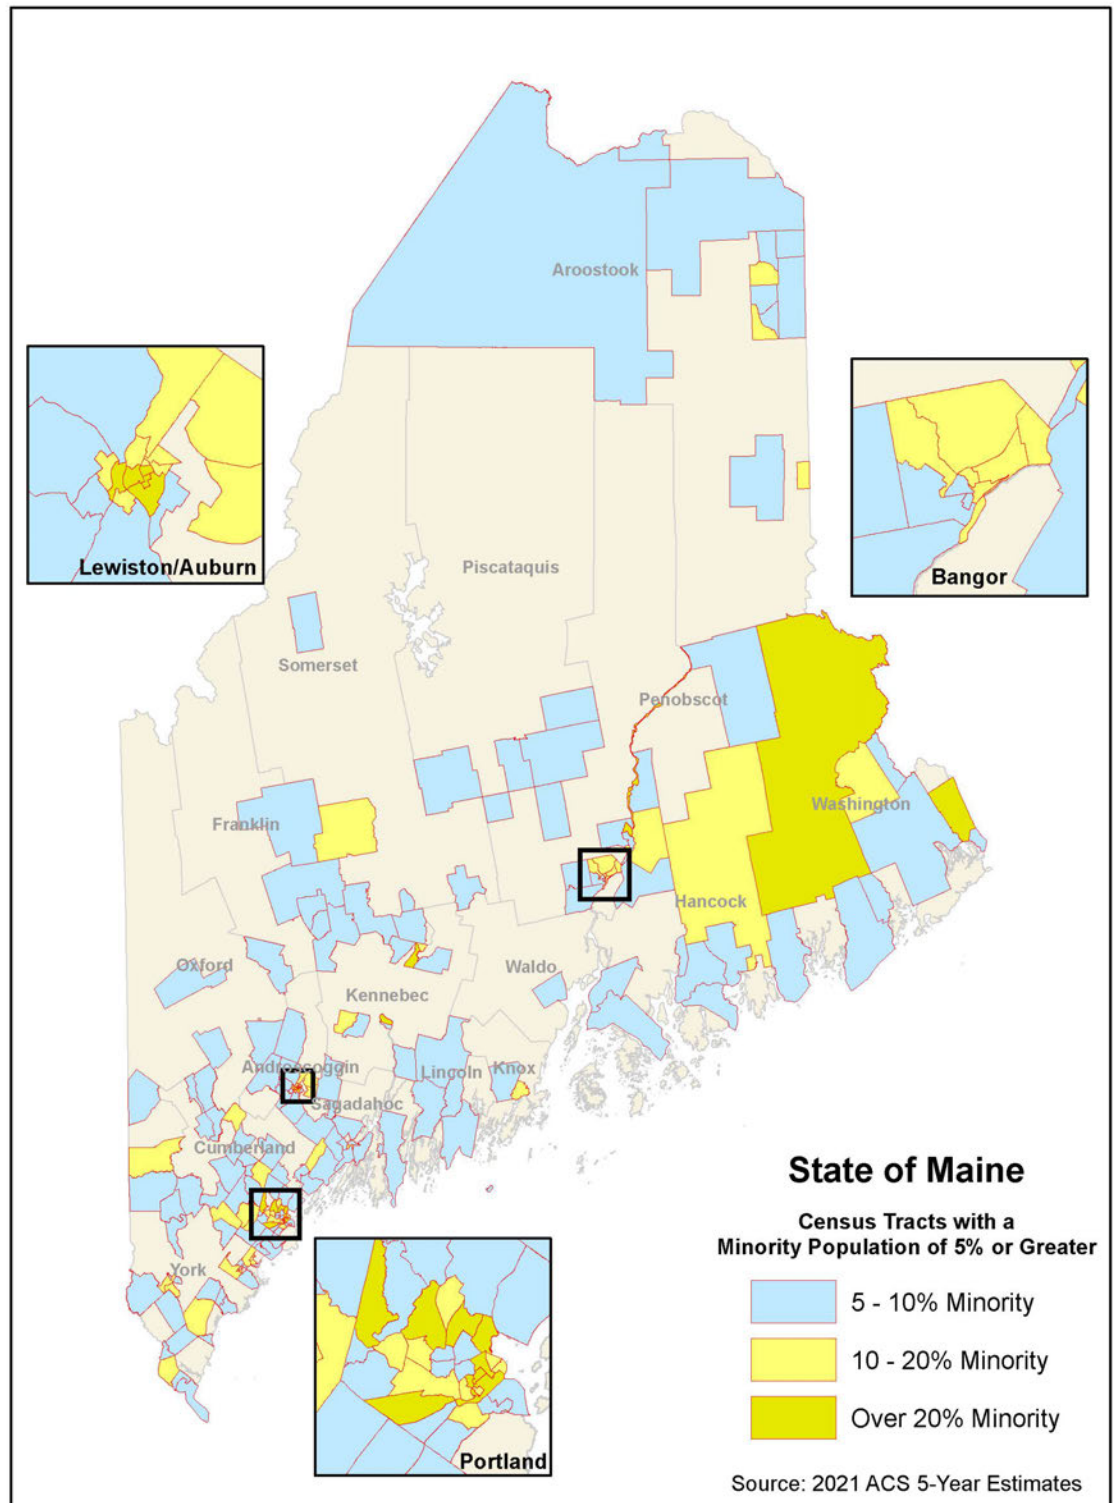 Aroostook
Lewiston/Auburn
Bangor
Piscataquis
Somerset
Penobscot
Franklin
Washington
Hancock
Oxford
Waldo
Kennebec
Androscoggin
Lincoln
Knox
Sagadahoc
Cumberland
York
Portland
State of Maine
Census Tracts with a
Minority Population of 5% or Greater
5 - 10% Minority
10 - 20% Minority
Over 20% Minority
Source: 2021 ACS 5-Year Estimates